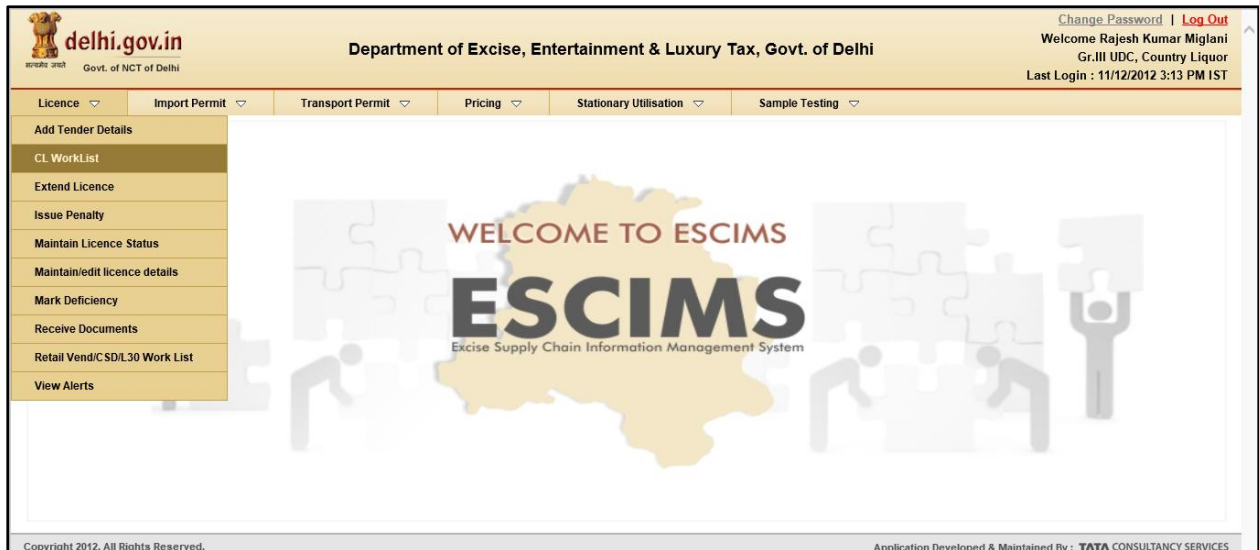 Change Password | Log Out
delhi.gov.in
Department of Excise, Entertainment & Luxury Tax, Govt. of Delhi
Welcome Rajesh Kumar Miglani
सत्यमेव जयते
Govt. of NCT of Delhi
Gr.III UDC, Country Liquor
Last Login : 11/12/2012 3:13 PM IST
Licence Import Permit Transport Permit Pricing Stationary Utilisation Sample Testing
Add Tender Details
CL WorkList
Extend Licence
Issue Penalty
Maintain Licence Status
Maintain/edit licence details
Mark Deficiency
Receive Documents
Retail Vend/CSD/L30 Work List
View Alerts
WELCOME TO ESCIMS
ESCIMS
Excise Supply Chain Information Management System
Copyright 2012. All Rights Reserved. Application Developed & Maintained By : TATA CONSULTANCY SERVICES